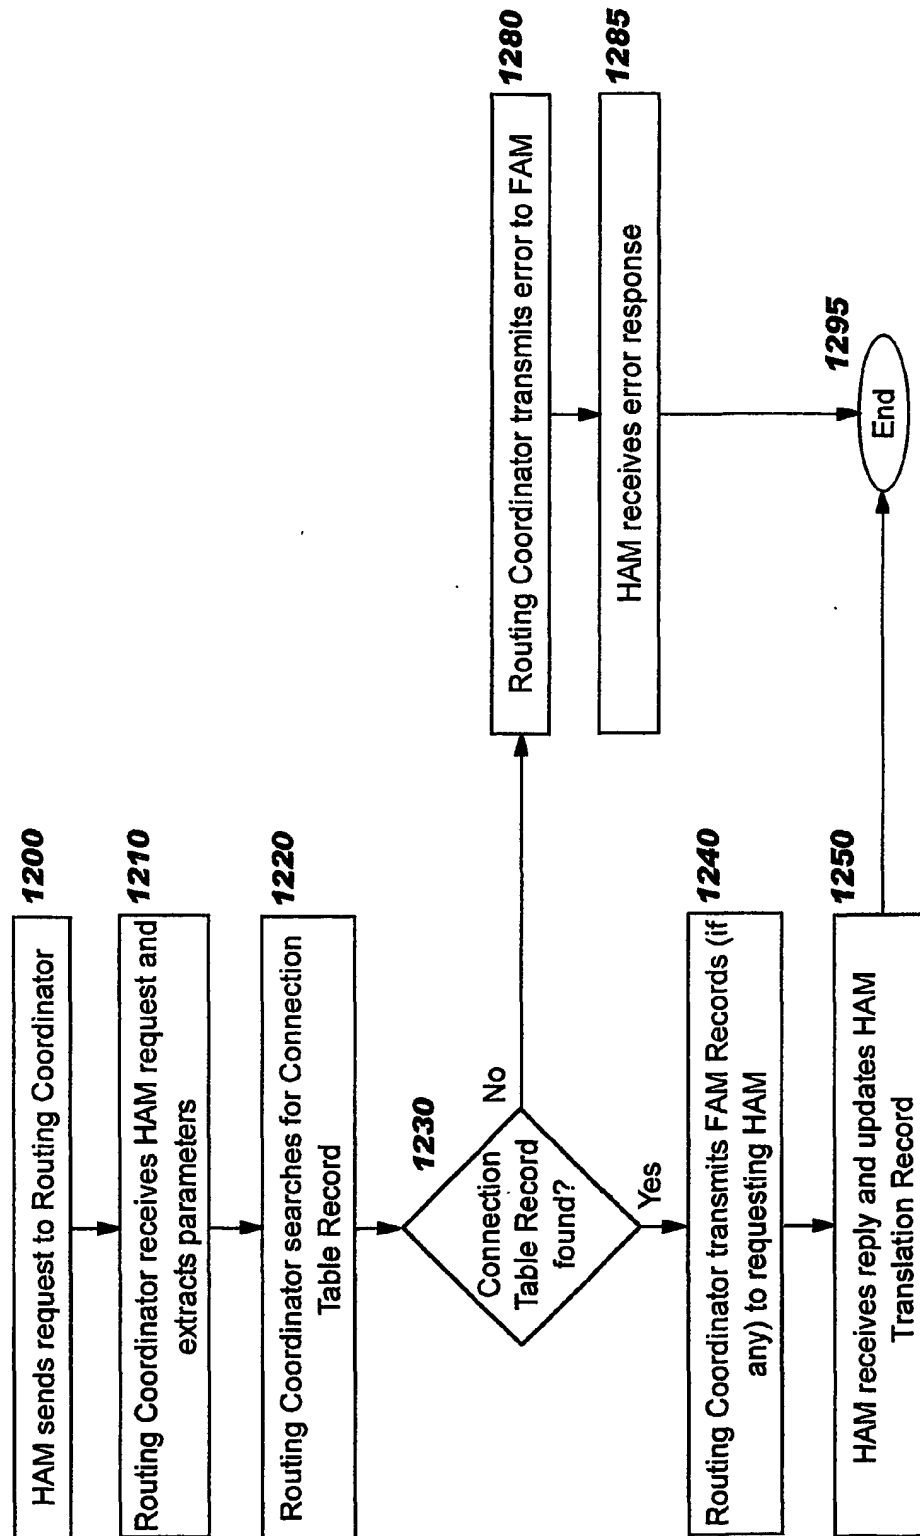 1200
HAM sends request to Routing Coordinator
1210
Routing Coordinator receives HAM request and
extracts parameters
1220
Routing Coordinator searches for Connection
Table Record
1230
Connection
Table Record
found?
No
Yes
1240
Routing Coordinator transmits FAM Records (if
any) to requesting HAM
1250
HAM receives reply and updates HAM
Translation Record
1280
Routing Coordinator transmits error to FAM
1285
HAM receives error response
1295
End